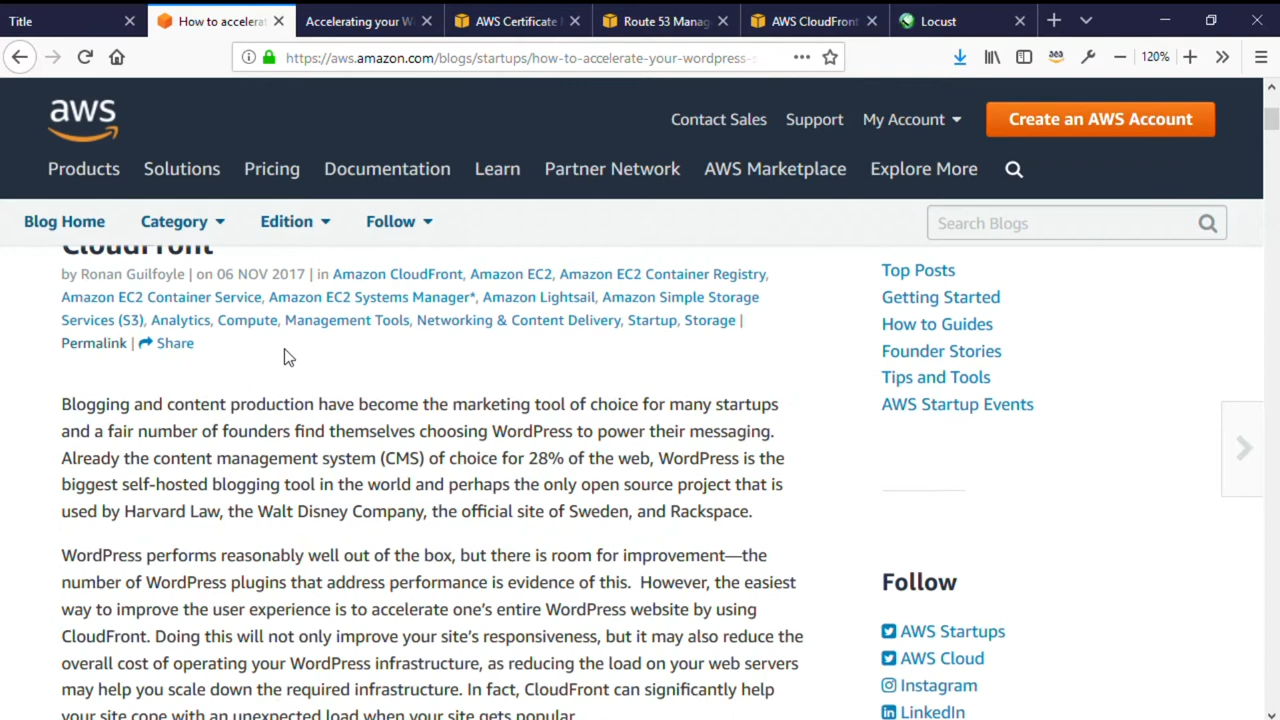 Title
How to accelerat
Accelerating your W
AWS Certificate
Route 53 Manag
AWS CloudFront
Locust
https://aws.amazon.com/blogs/startups/how-to-accelerate-your-wordpress-s
120%
aws
Contact Sales
Support
My Account
Create an AWS Account
Products
Solutions
Pricing
Documentation
Learn
Partner Network
AWS Marketplace
Explore More
Blog Home
Category
Edition
Follow
Search Blogs
CloudFront
by Ronan Guilfoyle | on 06 NOV 2017 | in Amazon CloudFront, Amazon EC2, Amazon EC2 Container Registry,
Amazon EC2 Container Service, Amazon EC2 Systems Manager*, Amazon Lightsail, Amazon Simple Storage
Services (S3), Analytics, Compute, Management Tools, Networking & Content Delivery, Startup, Storage |
Permalink | Share
Blogging and content production have become the marketing tool of choice for many startups
and a fair number of founders find themselves choosing WordPress to power their messaging.
Already the content management system (CMS) of choice for 28% of the web, WordPress is the
biggest self-hosted blogging tool in the world and perhaps the only open source project that is
used by Harvard Law, the Walt Disney Company, the official site of Sweden, and Rackspace.
WordPress performs reasonably well out of the box, but there is room for improvement—the
number of WordPress plugins that address performance is evidence of this. However, the easiest
way to improve the user experience is to accelerate one’s entire WordPress website by using
CloudFront. Doing this will not only improve your site’s responsiveness, but it may also reduce the
overall cost of operating your WordPress infrastructure, as reducing the load on your web servers
may help you scale down the required infrastructure. In fact, CloudFront can significantly help
your site cope with an unexpected load when your site gets popular.
Top Posts
Getting Started
How to Guides
Founder Stories
Tips and Tools
AWS Startup Events
Follow
AWS Startups
AWS Cloud
Instagram
LinkedIn